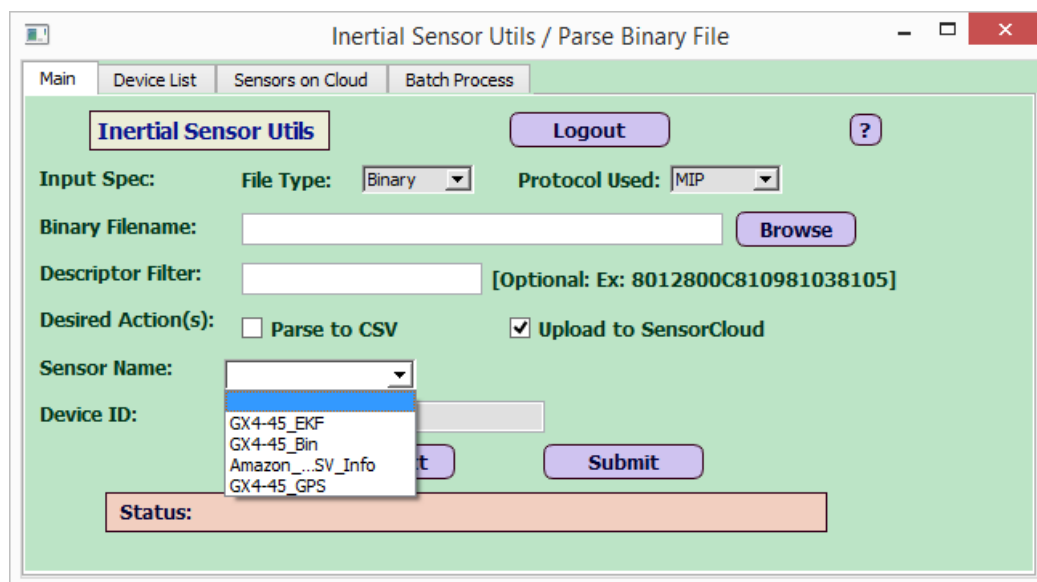 Inertial Sensor Utils / Parse Binary File
Main Device List Sensors on Cloud Batch Process
Inertial Sensor Utils Logout ?
Input Spec: File Type: Binary Protocol Used: MIP
Binary Filename: Browse
Descriptor Filter: [Optional: Ex: 8012800C810981038105]
Desired Action(s): Parse to CSV Upload to SensorCloud
Sensor Name:
Device ID:
GX4-45_EKF
GX4-45_Bin
Amazon_...SV_Info
GX4-45_GPS
Submit
Status: